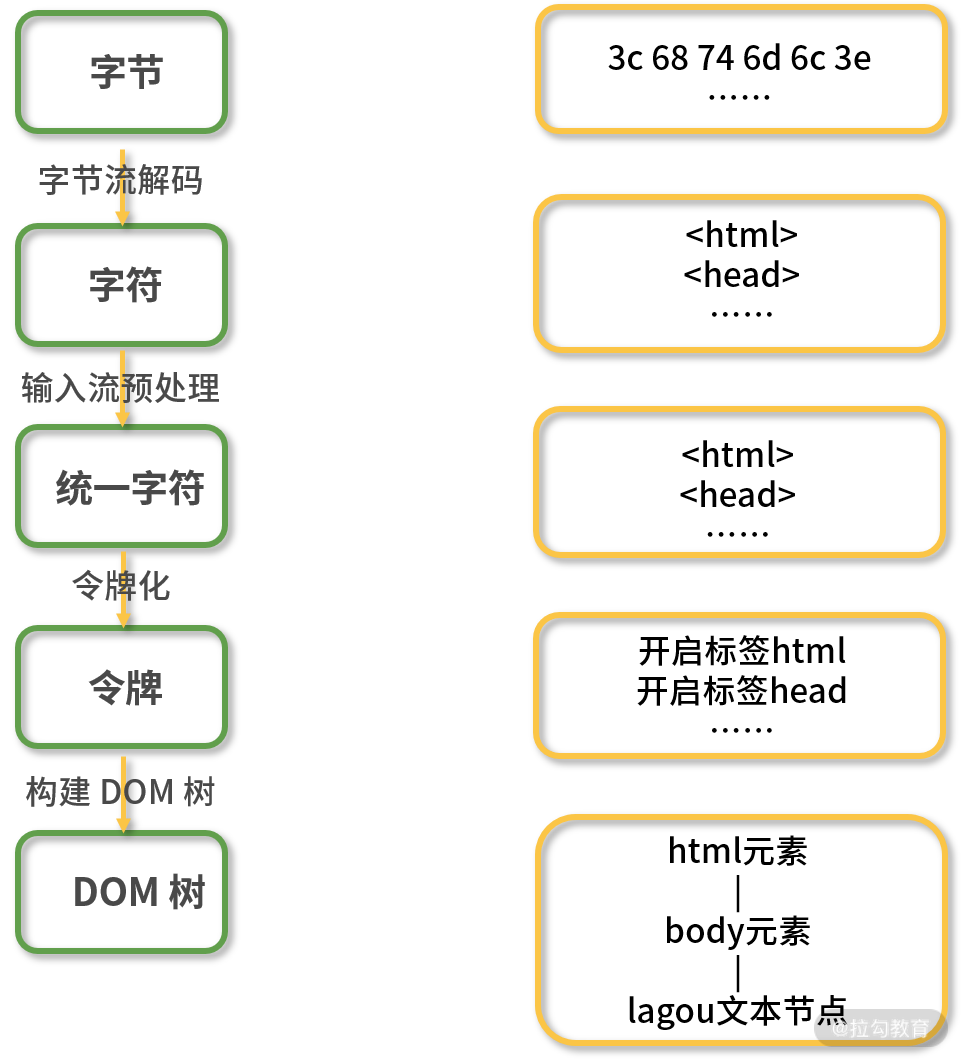 字节
字节流解码
字符
输入流预处理
统一字符
令牌化
令牌
构建 DOM 树
DOM 树
3c 68 74 6d 6c 3e
……
<html>
<head>
……
<html>
<head>
……
开启标签html
开启标签head
……
html元素
|
body元素
|
lagou文本节点
@拉勾教育